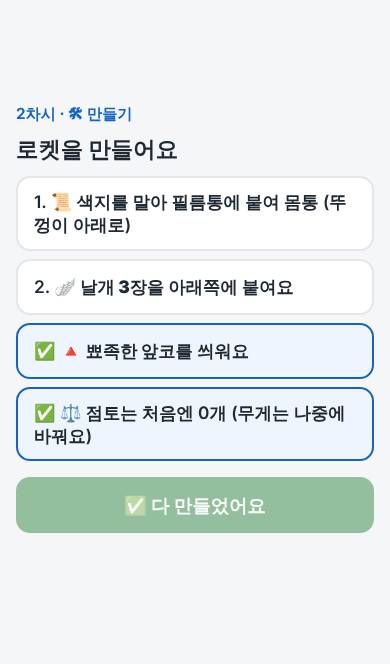 2차시 · 🛠 만들기
로켓을 만들어요
1. 📜 색지를 말아 필름통에 붙여 몸통 (뚜
껑이 아래로)
2. 🪽 날개 3장을 아래쪽에 붙여요
✅ 🔺 뾰족한 앞코를 씌워요
✅ ⚖️ 점토는 처음엔 0개 (무게는 나중에
바꿔요)
✅ 다 만들었어요